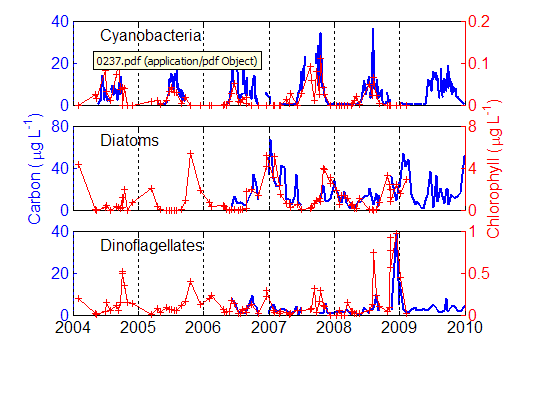 40
0.2
Cyanobacteria
0237.pdf (application/pdf Object)
20
0.1
0
0
80
8
Diatoms
40
4
0
0
40
1
Dinoflagellates
20
0.5
0
0
2004 2005 2006 2007 2008 2009 2010
Carbon ( µg L-1)
Chlorophyll ( µg L-1)